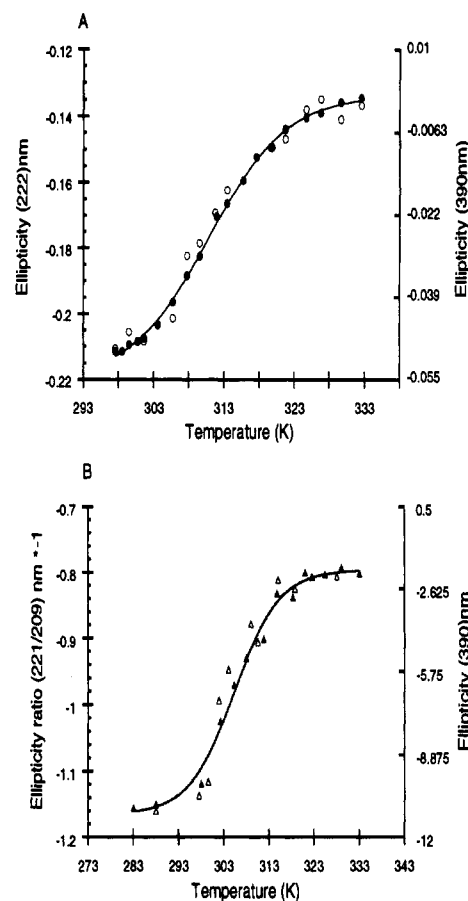 A
Ellipticity (222)nm
-0.12
-0.14
-0.16
-0.18
-0.2
-0.22
0.01
-0.0063
-0.022
-0.039
-0.055
Ellipticity (390nm)
293 303 313 323 333
Temperature (K)
B
Ellipticity ratio (221/209) nm *-1
-0.7
-0.8
-0.9
-1
-1.1
-1.2
0.5
-2.625
-5.75
-8.875
-12
Ellipticity (390)nm
273 283 293 303 313 323 333 343
Temperature (K)